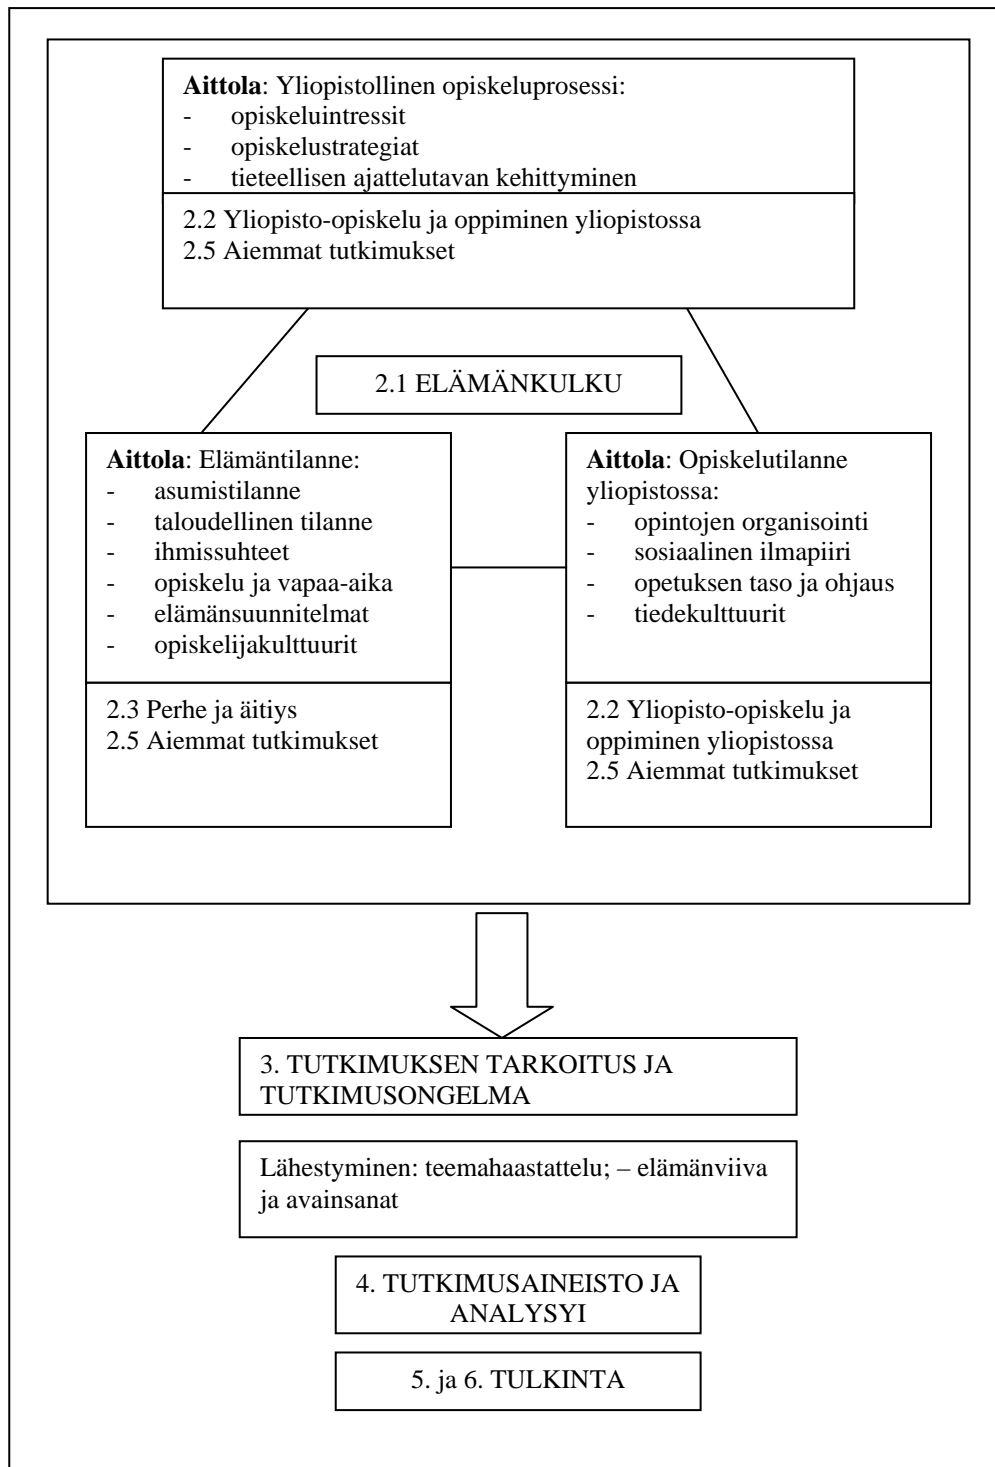 Aittola: Yliopistollinen opiskeluprosessi:
- opiskeluintressit
- opiskelustrategiat
- tieteellisen ajattelutavan kehittyminen
2.2 Yliopisto-opiskelu ja oppiminen yliopistossa
2.5 Aiemmat tutkimukset
2.1 ELÄMÄNKULKU
Aittola: Elämäntilanne:
- asumistilanne
- taloudellinen tilanne
- ihmissuhteet
- opiskelu ja vapaa-aika
- elämänsuunnitelmat
- opiskelijakulttuurit
2.3 Perhe ja äitiys
2.5 Aiemmat tutkimukset
Aittola: Opiskelutilanne
yliopistossa:
- opintojen organisointi
- sosiaalinen ilmapiiri
- opetuksen taso ja ohjaus
- tiedekulttuurit
2.2 Yliopisto-opiskelu ja
oppiminen yliopistossa
2.5 Aiemmat tutkimukset
3. TUTKIMUKSEN TARKOITUS JA
TUTKIMUSONGELMA
Lähestyminen: teemahaastattelu; – elämänviiva
ja avainsanat
4. TUTKIMUSAINEISTO JA
ANALYSYI
5. ja 6. TULKINTA